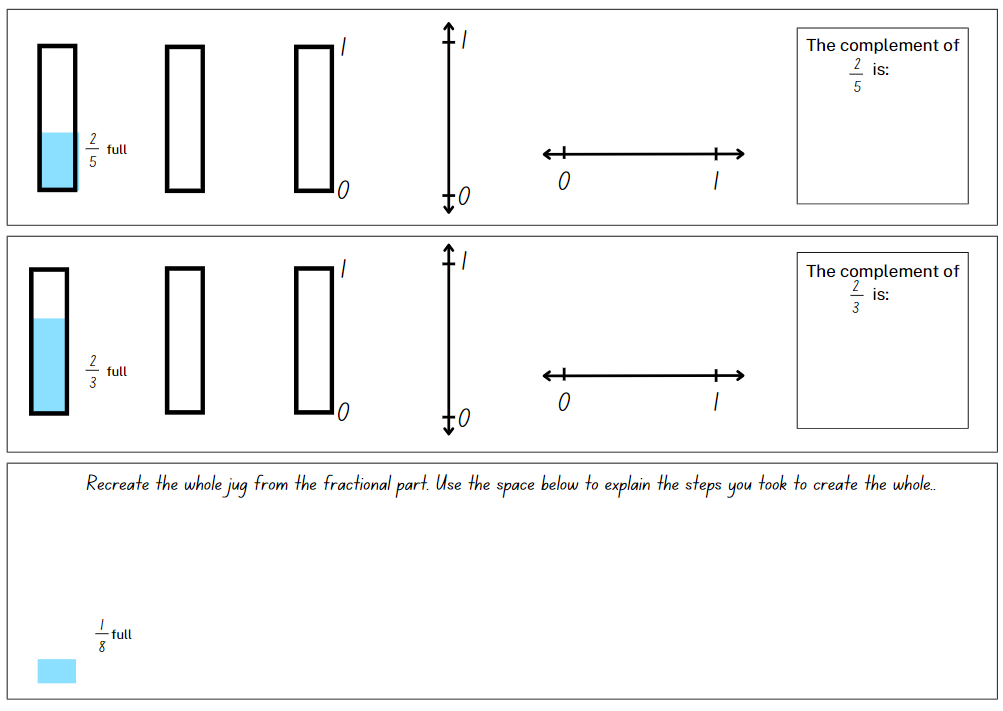 1
1
The complement of
2/5 is:
2/5 full
0
0
0
1
1
1
The complement of
2/3 is:
2/3 full
0
0
0
1
Recreate the whole jug from the fractional part. Use the space below to explain the steps you took to create the whole..
1/8 full